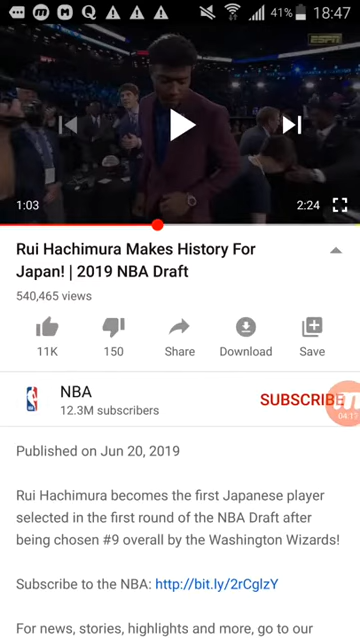 41% 18:47
ESPN
1:03 2:24
Rui Hachimura Makes History For
Japan! | 2019 NBA Draft
540,465 views
11K 150 Share Download Save
NBA SUBSCRIBE
12.3M subscribers
Published on Jun 20, 2019
Rui Hachimura becomes the first Japanese player
selected in the first round of the NBA Draft after
being chosen #9 overall by the Washington Wizards!
Subscribe to the NBA: http://bit.ly/2rCglzY
For news, stories, highlights and more, go to our